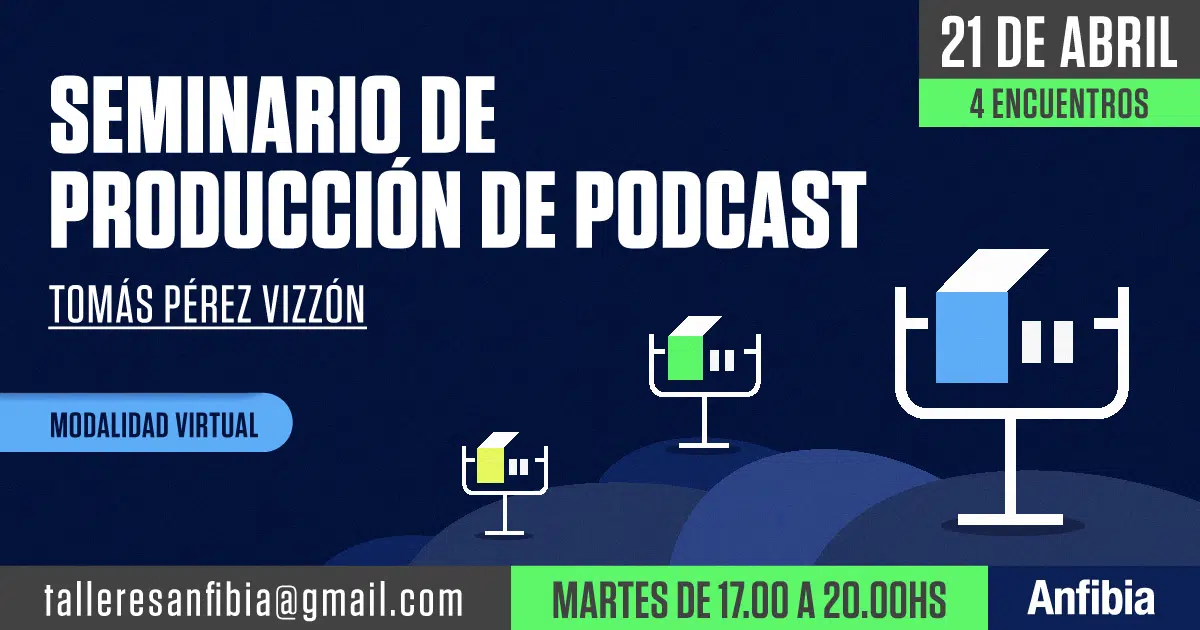 21 DE ABRIL
4 ENCUENTROS
SEMINARIO DE
PRODUCCIÓN DE PODCAST
TOMÁS PÉREZ VIZZÓN
MODALIDAD VIRTUAL
talleresanfibia@gmail.com
MARTES DE 17.00 A 20.00HS
Anfibia